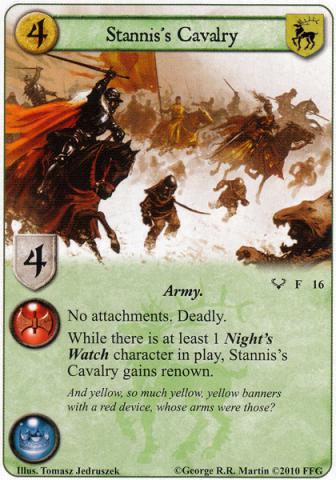 4
Stannis's Cavalry
4
F 16
Army.
No attachments. Deadly.
While there is at least 1 Night's
Watch character in play, Stannis's
Cavalry gains renown.
And yellow, so much yellow, yellow banners
with a red device, whose arms were those?
Illus. Tomasz Jedruszek ©George R.R. Martin ©2010 FFG